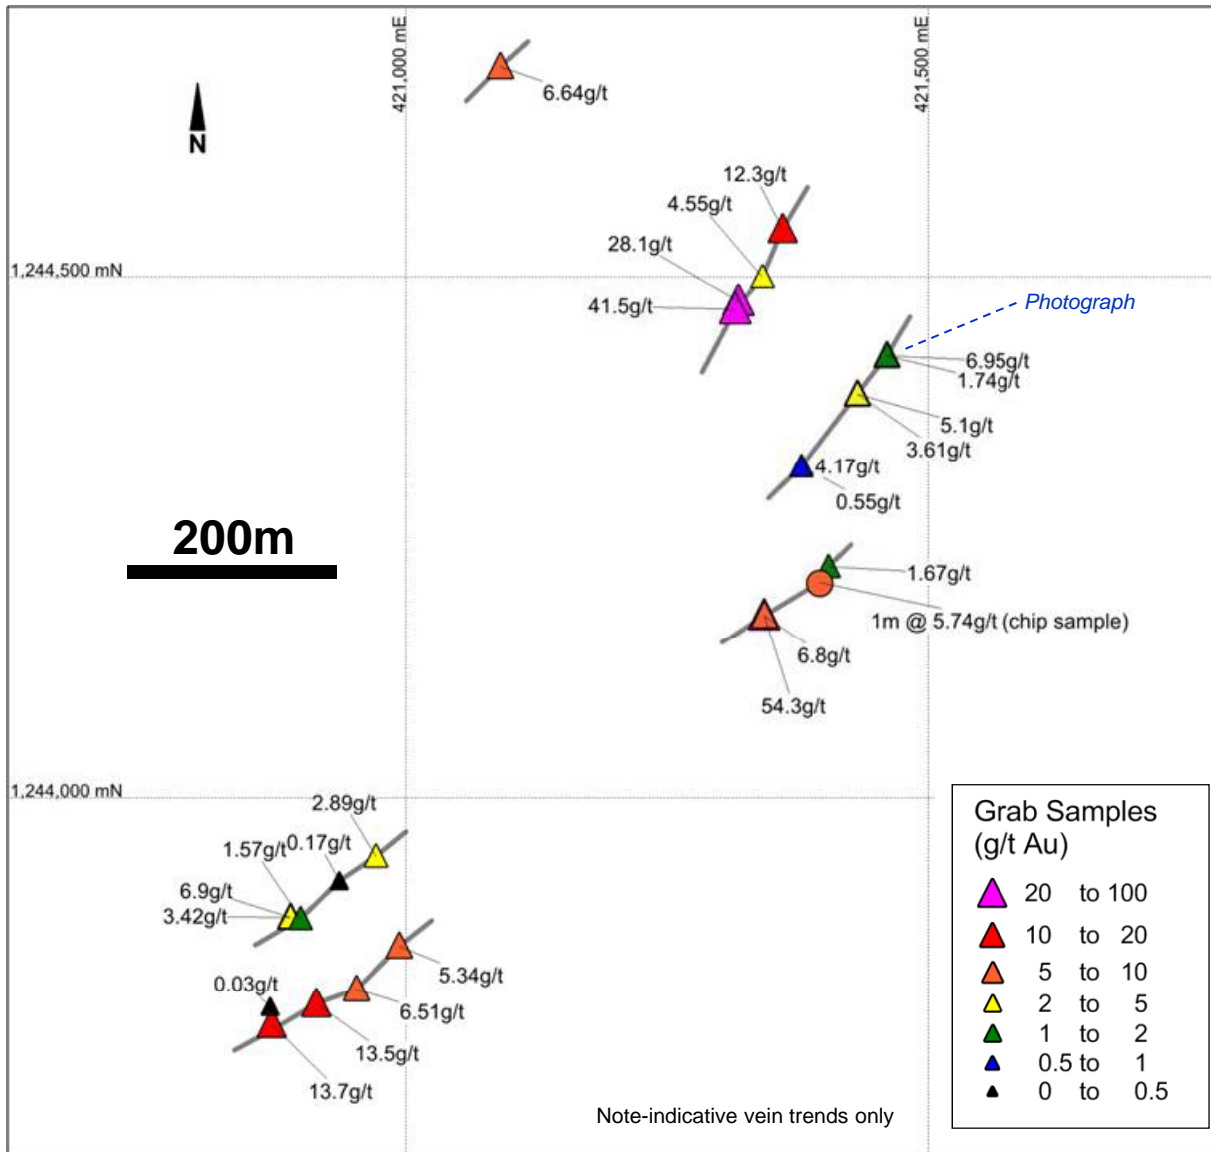 421,000 mE
421,500 mE
N
6.64g/t
12.3g/t
4.55g/t
28.1g/t
41.5g/t
1,244,500 mN
Photograph
6.95g/t
1.74g/t
5.1g/t
3.61g/t
4.17g/t
0.55g/t
200m
1.67g/t
1m @ 5.74g/t (chip sample)
6.8g/t
54.3g/t
1,244,000 mN
2.89g/t
0.17g/t
1.57g/t
6.9g/t
3.42g/t
5.34g/t
0.03g/t
6.51g/t
13.5g/t
13.7g/t
Grab Samples
(g/t Au)
20 to 100
10 to 20
5 to 10
2 to 5
1 to 2
0.5 to 1
0 to 0.5
Note-indicative vein trends only